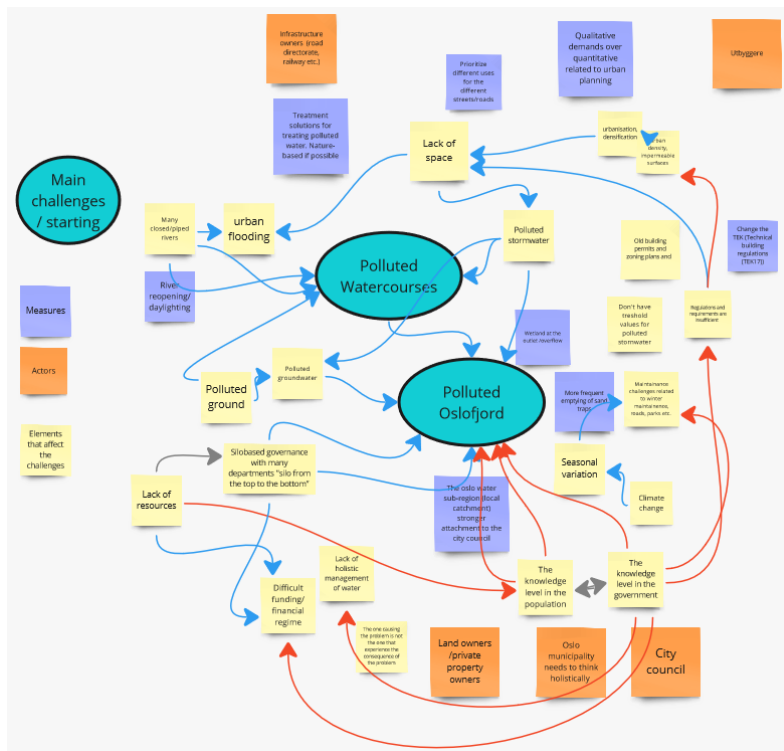 Infrastructure
owners (road
directorate,
railway etc.)
Prioritize
different uses
for the
different
streets/roads
Qualitative
demands over
quantitative
related to urban
planning
Utbyggere
Treatment
solutions for
treating polluted
water. Nature-
based if possible
Lack of
space
urbanisation,
densification
density,
impermeable
surfaces
Main
challenges
/ starting
Many
closed/piped
rivers
urban
flooding
Polluted
stormwater
Old building
permits and
zoning plans and
Change the
TEK (Technical
building
regulations
(TEK17))
Polluted
Watercourses
River
reopening/
daylighting
Measures
Wetland at the
outlet
Don't have
treshold
values for
polluted
stormwater
Regulations and
requirements are
insufficient
Actors
Polluted
ground
Polluted
groundwater
Polluted
Oslofjord
More frequent
emptying of sand
traps
Maintenance
challenges related
to winter
maintenance,
roads, parks etc.
Elements
that affect
the
challenges
Silobased governance
with many
departments "silo from
the top to the bottom"
Seasonal
variation
Lack of
resources
The oslo water
sub-region (local
catchment)
stronger
attachment to the
city council
Climate
change
Lack of
holistic
management
of water
The
knowledge
level in the
population
The
knowledge
level in the
government
Difficult
funding/
financial
regime
The one causing
the problem is not
the one that
experience the
consequence of
the problem
Land owners
/private
property
owners
Oslo
municipality
needs to think
holistically
City
council